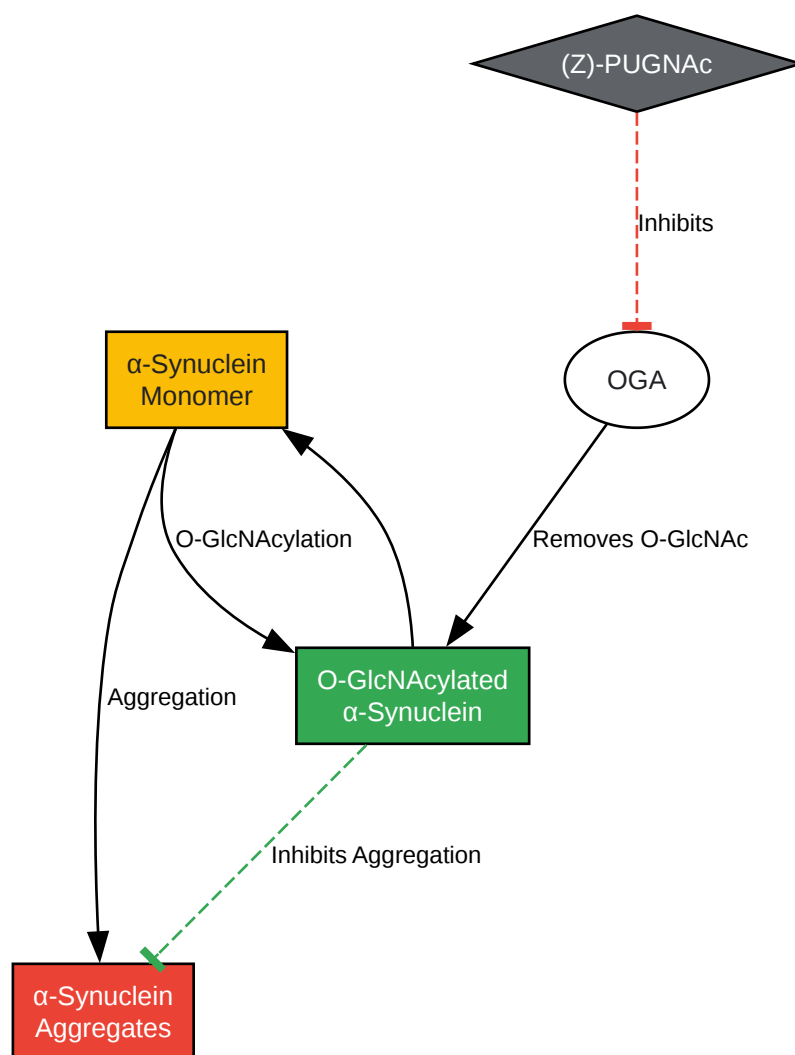 (Z)-PUGNAc
Inhibits
α-Synuclein
Monomer
OGA
O-GlcNAcylation
Removes O-GlcNAc
O-GlcNAcylated
α-Synuclein
Aggregation
Inhibits Aggregation
α-Synuclein
Aggregates